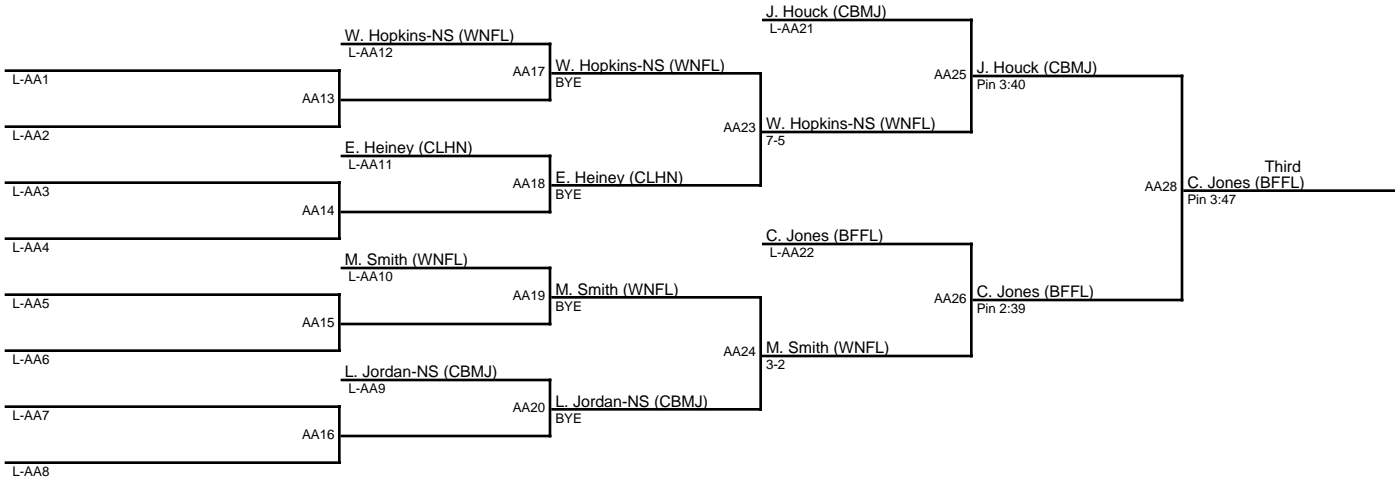 J. Houck (CBMJ)
L-AA21
W. Hopkins-NS (WNFL)
L-AA12
AA17
W. Hopkins-NS (WNFL)
BYE
AA25
J. Houck (CBMJ)
Pin 3:40
L-AA1
AA13
L-AA2
AA23
W. Hopkins-NS (WNFL)
7-5
E. Heiney (CLHN)
L-AA11
AA18
E. Heiney (CLHN)
BYE
L-AA3
AA14
L-AA4
Third
AA28
C. Jones (BFFL)
Pin 3:47
C. Jones (BFFL)
L-AA22
M. Smith (WNFL)
L-AA10
AA19
M. Smith (WNFL)
BYE
AA26
C. Jones (BFFL)
Pin 2:39
L-AA5
AA15
L-AA6
AA24
M. Smith (WNFL)
3-2
L. Jordan-NS (CBMJ)
L-AA9
AA20
L. Jordan-NS (CBMJ)
BYE
L-AA7
AA16
L-AA8